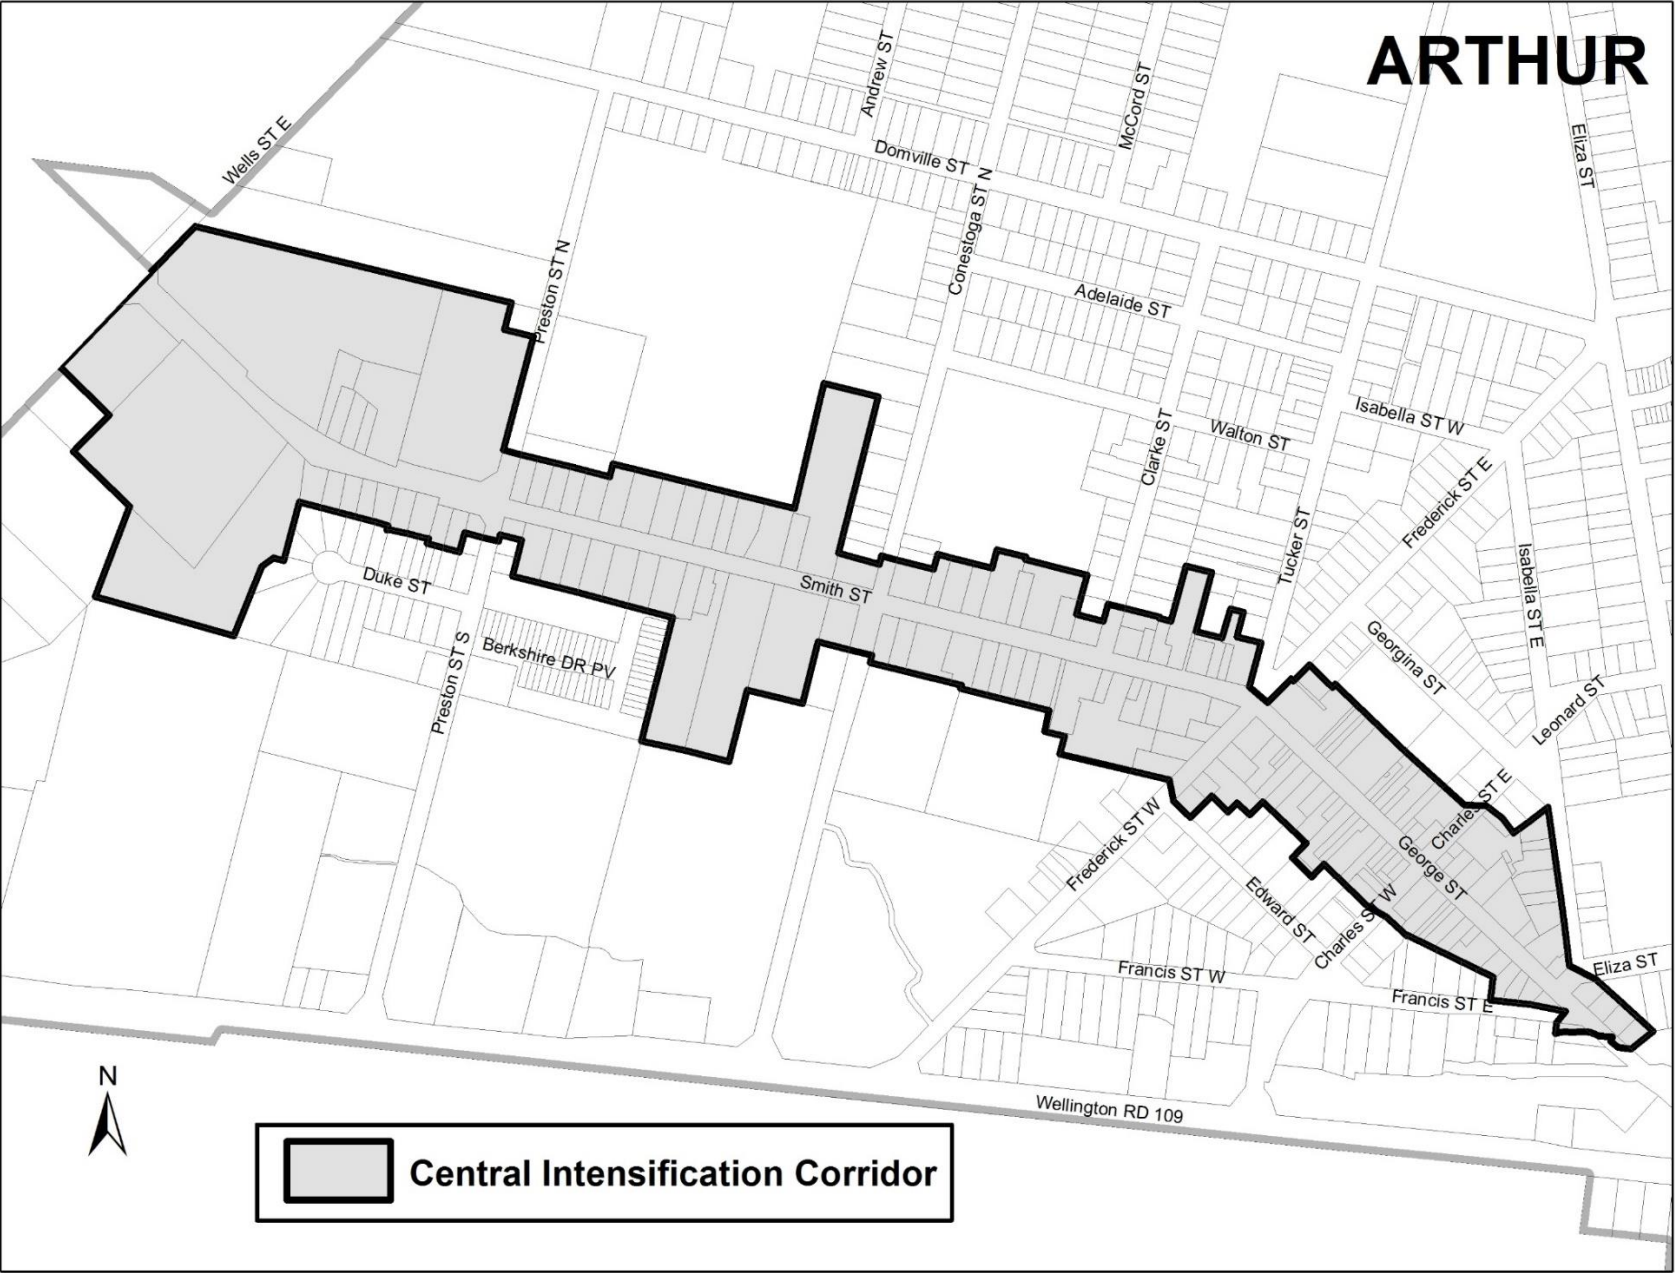 ARTHUR
Andrew ST
McCord ST
Wells ST E
Eliza ST
Domville ST
Conestoga ST N
Preston ST N
Adelaide ST
Isabella ST W
Walton ST
Clarke ST
Frederick ST E
Tucker ST
Isabella ST E
Duke ST
Smith ST
Georgina ST
Berkshire DR PV
Preston ST S
Leonard ST
Charles ST E
Frederick ST W
George ST
Edward ST
Charles ST W
Francis ST W
Eliza ST
Francis ST E
N
Wellington RD 109
Central Intensification Corridor